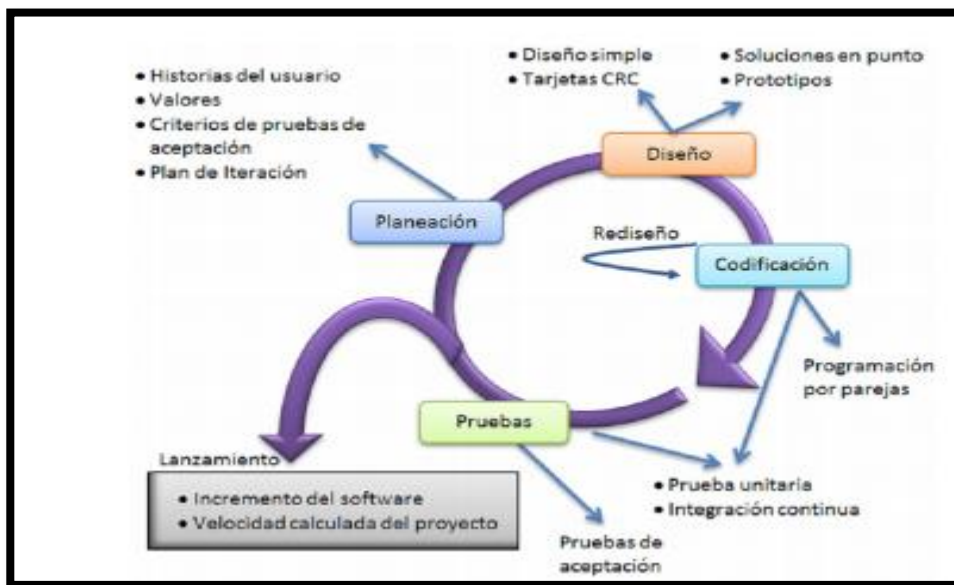 • Historias del usuario
• Valores
• Criterios de pruebas de
aceptación
• Plan de Iteración
• Diseño simple
• Tarjetas CRC
• Soluciones en punto
• Prototipos
Diseño
Planeación
Rediseño
Codificación
Programación
por parejas
Pruebas
Lanzamiento
• Incremento del software
• Velocidad calculada del proyecto
• Prueba unitaria
• Integración continua
Pruebas de
aceptación